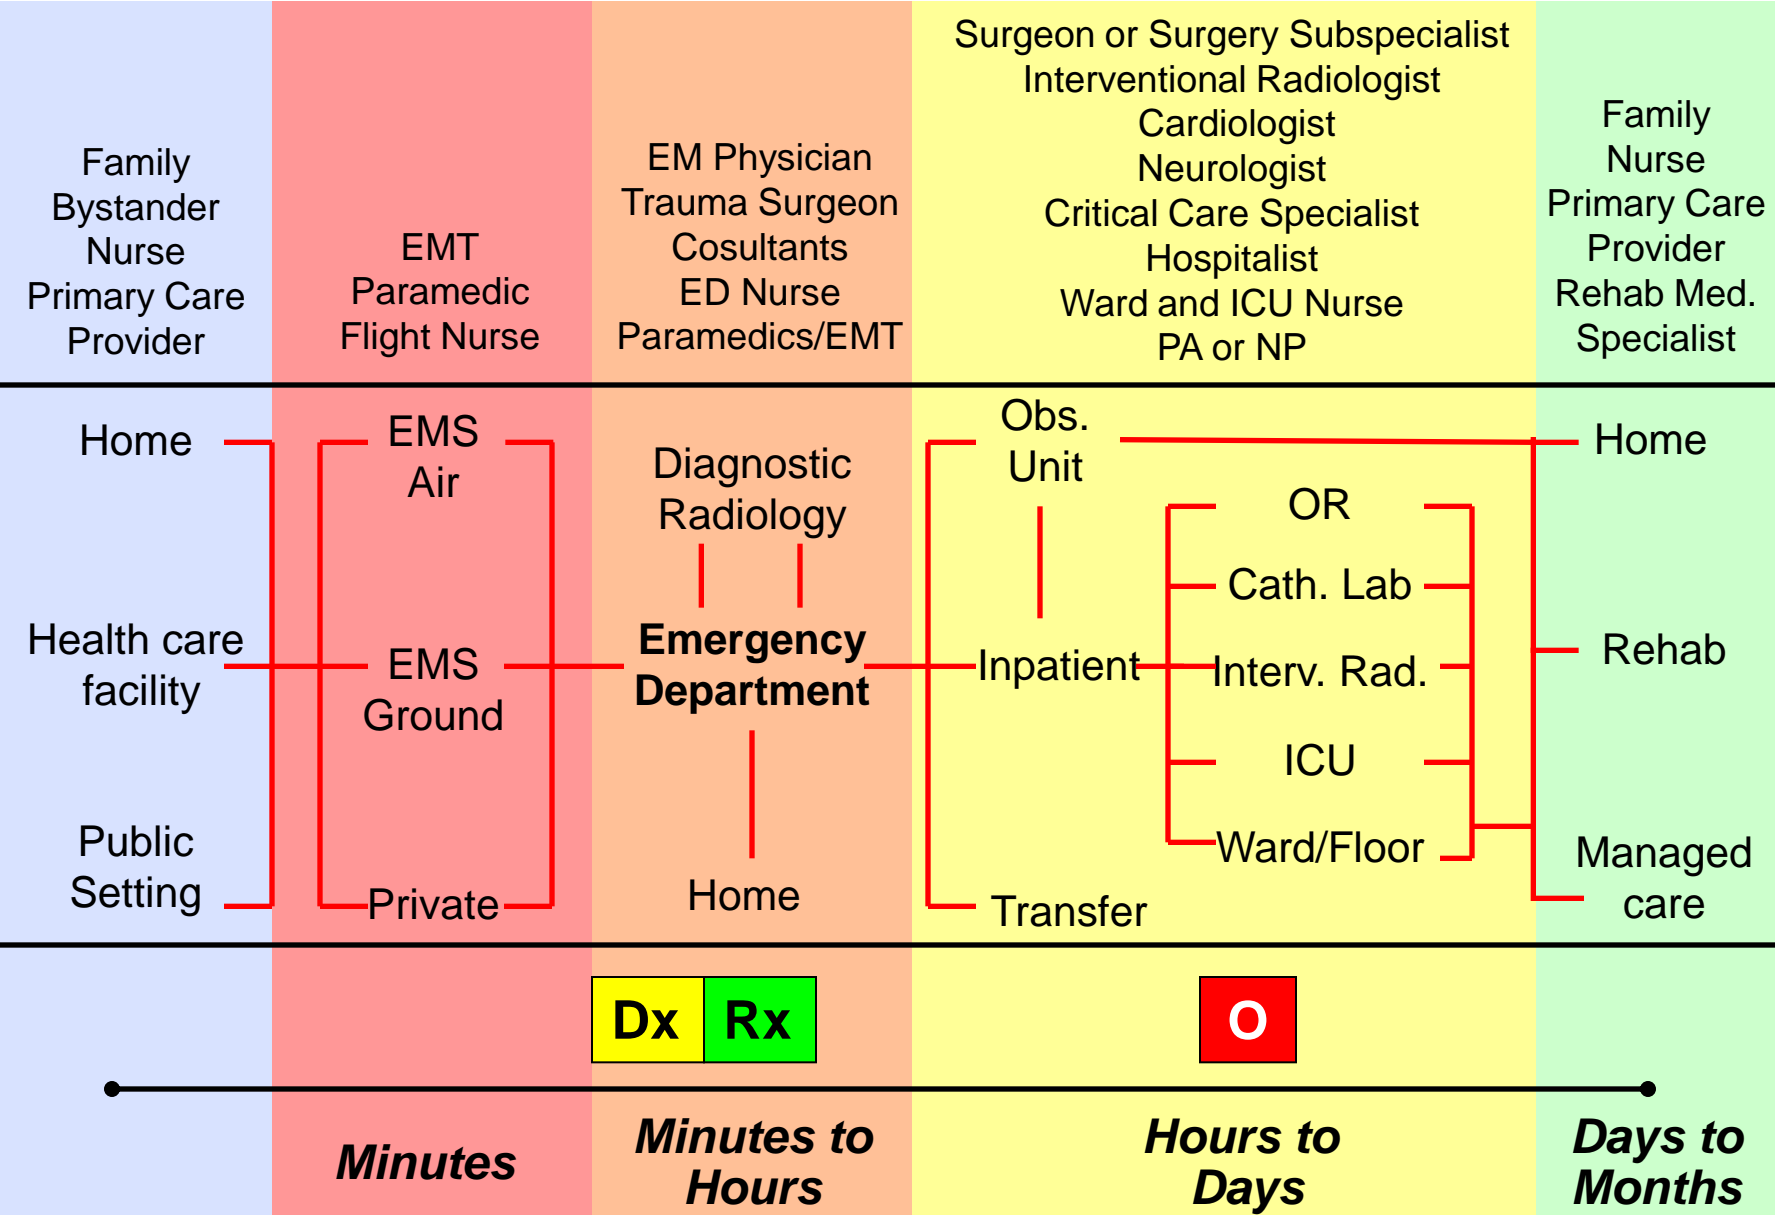 Family
Bystander
Nurse
Primary Care
Provider
EMT
Paramedic
Flight Nurse
EM Physician
Trauma Surgeon
Cosultants
ED Nurse
Paramedics/EMT
Surgeon or Surgery Subspecialist
Interventional Radiologist
Cardiologist
Neurologist
Critical Care Specialist
Hospitalist
Ward and ICU Nurse
PA or NP
Family
Nurse
Primary Care
Provider
Rehab Med.
Specialist
Home
Health care
facility
Public
Setting
EMS
Air
EMS
Ground
Private
Diagnostic
Radiology
Emergency
Department
Home
Obs.
Unit
Inpatient
Transfer
OR
Cath. Lab
Interv. Rad.
ICU
Ward/Floor
Home
Rehab
Managed
care
Dx
Rx
O
Minutes
Minutes to
Hours
Hours to
Days
Days to
Months